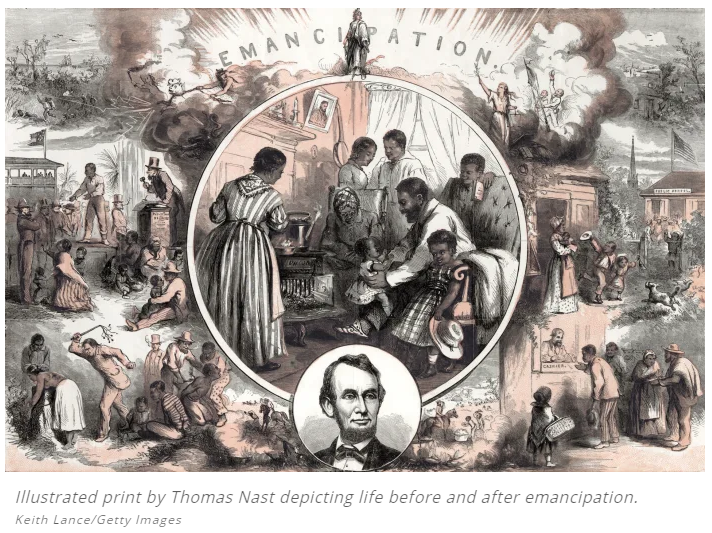 EMANCIPATION.
PUBLIC SCHOOL
CASHIER.
Illustrated print by Thomas Nast depicting life before and after emancipation.
Keith Lance/Getty Images